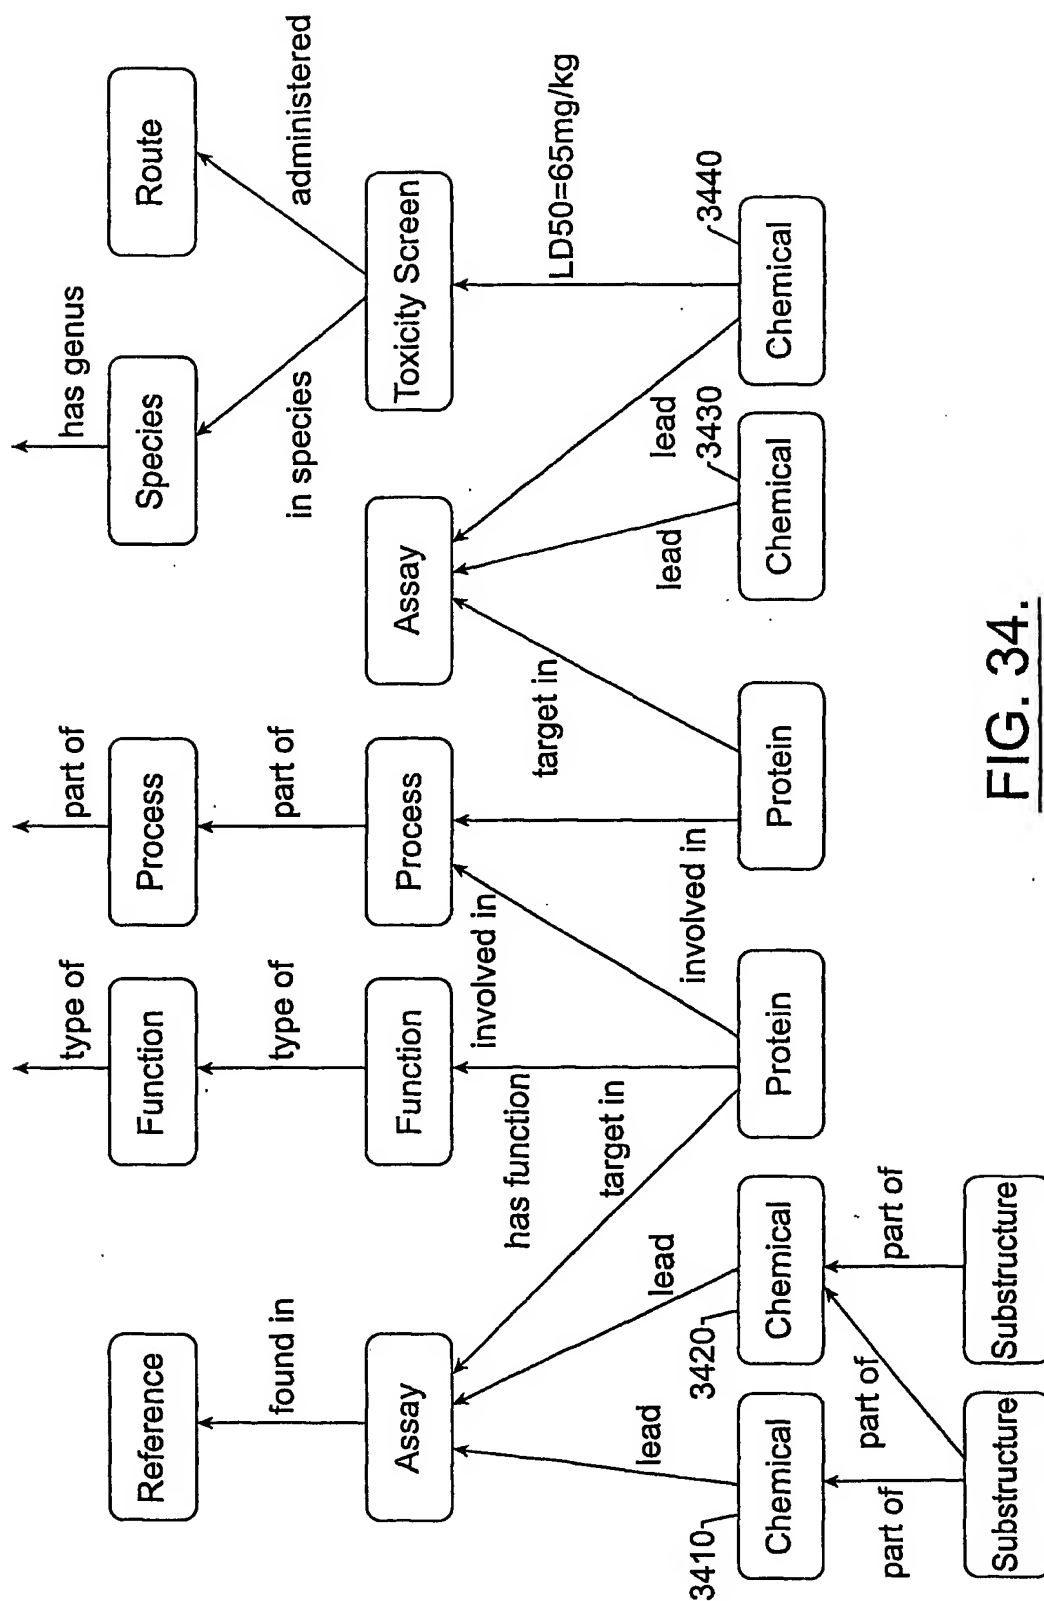 has genus
part of
type of
Reference
Function
Process
Species
Route
found in
type of
part of
in species
administered
Assay
Function
Process
Assay
Toxicity Screen
has function
involved in
target in
LD50=65mg/kg
target in
lead
lead
involved in
lead
lead
3410
3420
3430
3440
Chemical
Chemical
Protein
Protein
Chemical
Chemical
part of
part of
part of
Substructure
Substructure
FIG. 34.